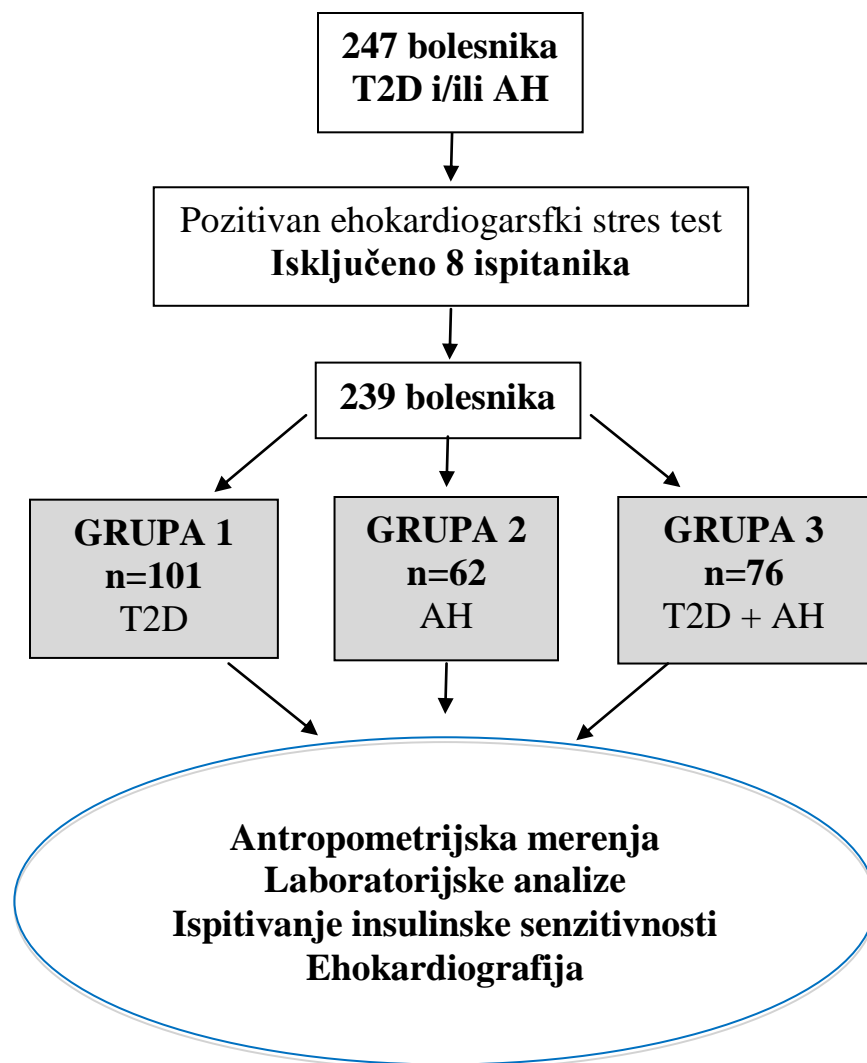 247 bolesnika
T2D i/ili AH
Pozitivan ehokardiogarsfki stres test
Isključeno 8 ispitanika
239 bolesnika
GRUPA 1
n=101
T2D
GRUPA 2
n=62
AH
GRUPA 3
n=76
T2D + AH
Antropometrijska merenja
Laboratorijske analize
Ispitivanje insulinske senzitivnosti
Ehokardiografija